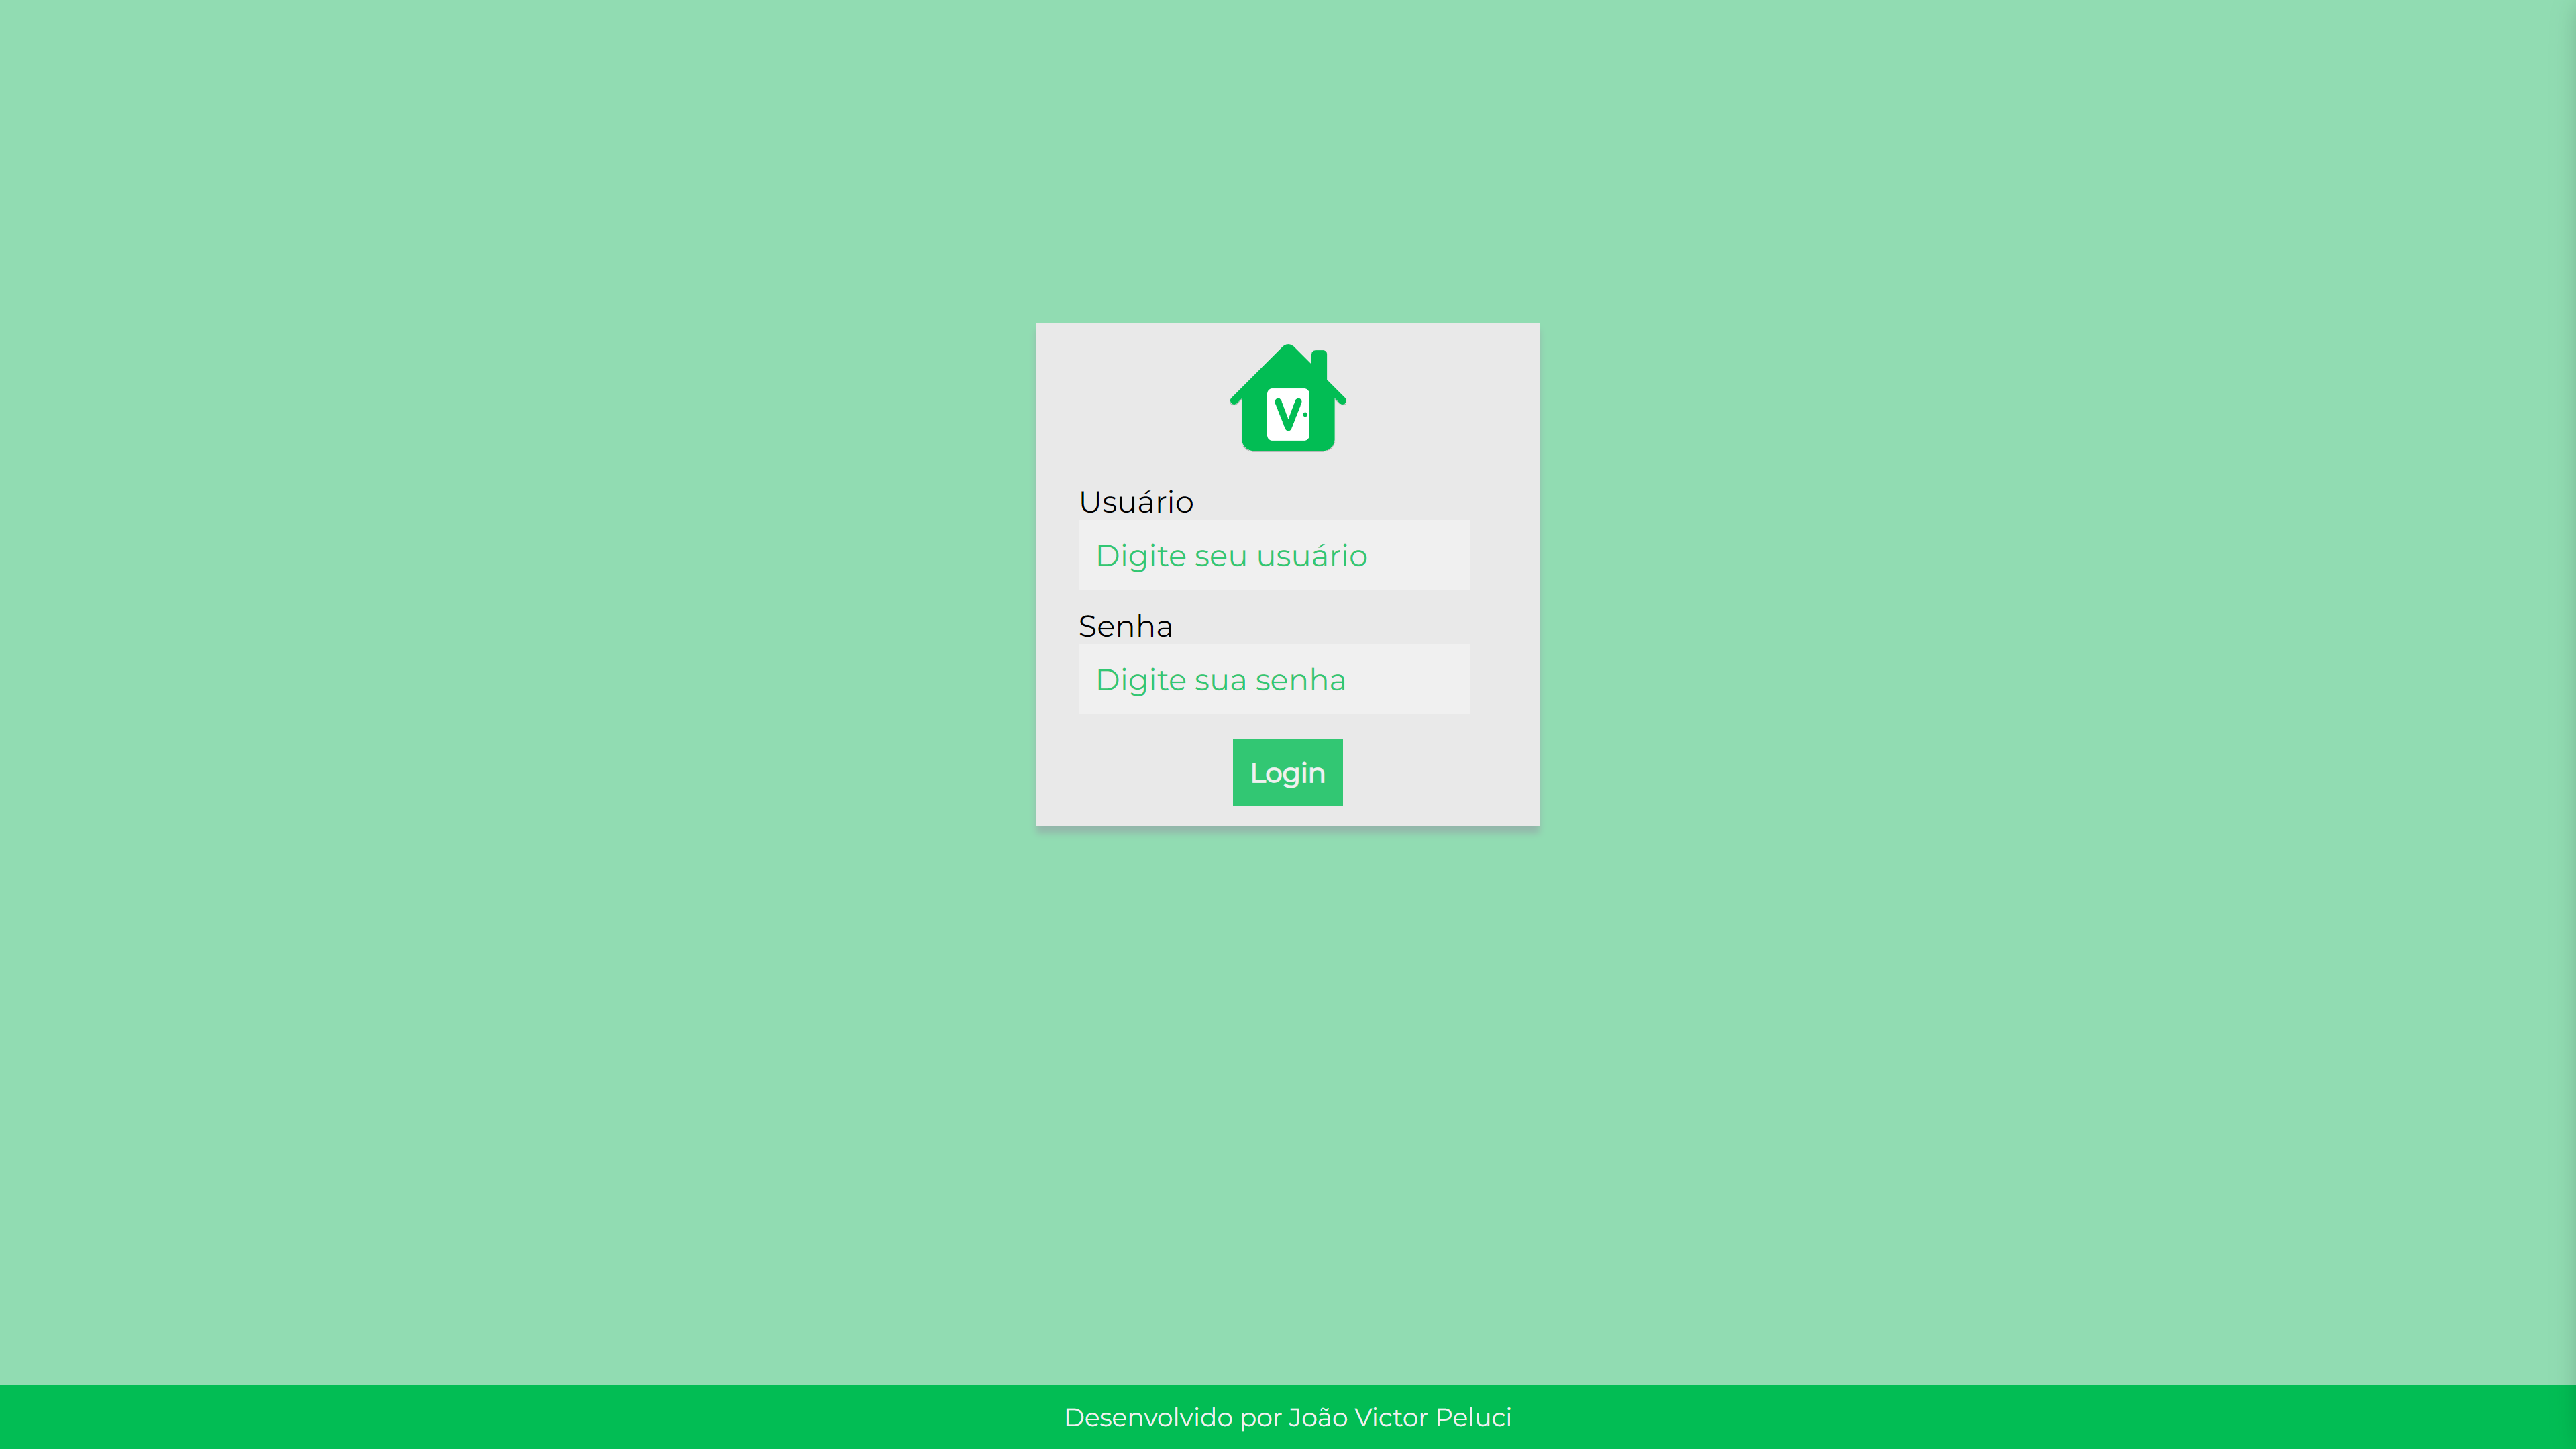 V
Usuário
Digite seu usuário
Senha
Digite sua senha
Login
Desenvolvido por João Victor Peluci